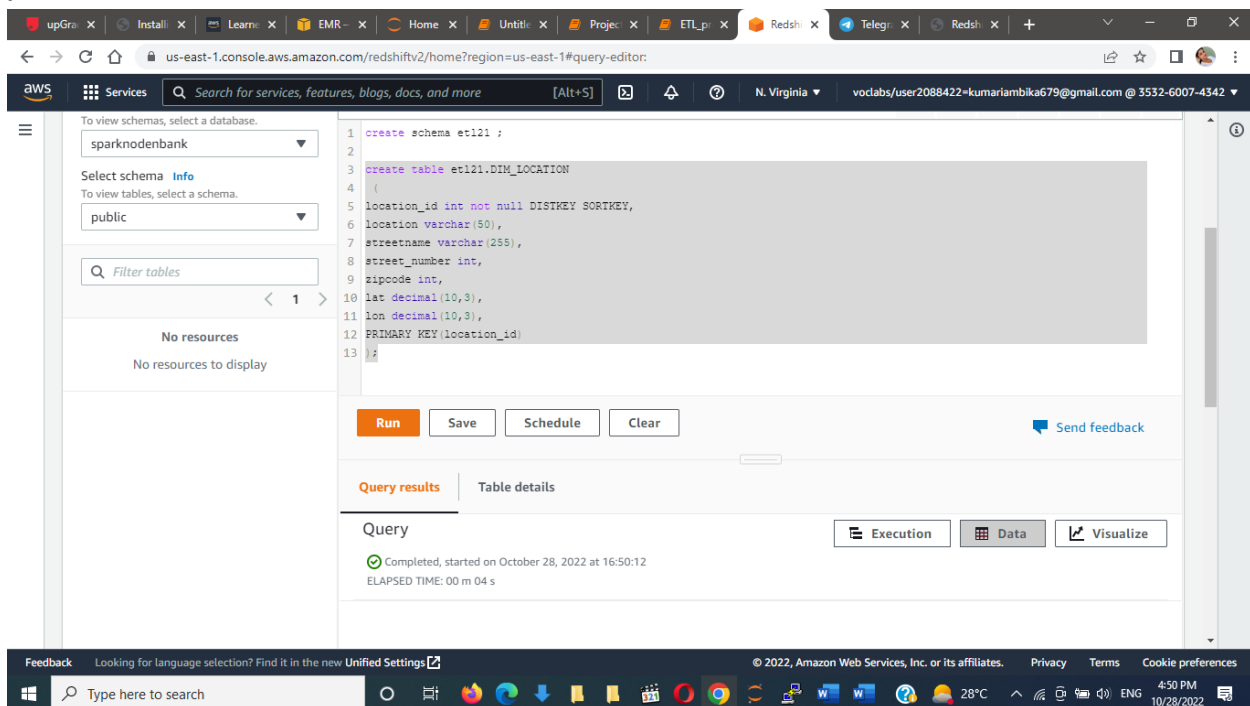 upGra
Installi
Learne
EMR –
Home
Untitle
Project
ETL_pr
Redshi
Telegra
Redshi
us-east-1.console.aws.amazon.com/redshiftv2/home?region=us-east-1#query-editor:
aws
Services
Search for services, features, blogs, docs, and more
[Alt+S]
N. Virginia
voclabs/user2088422=kumariambika679@gmail.com @ 3532-6007-4342
To view schemas, select a database.
sparknodenbank
Select schema Info
To view tables, select a schema.
public
Filter tables
1
No resources
No resources to display
1 create schema etl21 ;
2
3 create table etl21.DIM_LOCATION
4 (
5 location_id int not null DISTKEY SORTKEY,
6 location varchar(50),
7 streetname varchar(255),
8 street_number int,
9 zipcode int,
10 lat decimal(10,3),
11 lon decimal(10,3),
12 PRIMARY KEY(location_id)
13 );
Run
Save
Schedule
Clear
Send feedback
Query results
Table details
Query
Execution
Data
Visualize
Completed, started on October 28, 2022 at 16:50:12
ELAPSED TIME: 00 m 04 s
Feedback
Looking for language selection? Find it in the new Unified Settings
© 2022, Amazon Web Services, Inc. or its affiliates.
Privacy
Terms
Cookie preferences
Type here to search
28°C
ENG
4:50 PM
10/28/2022